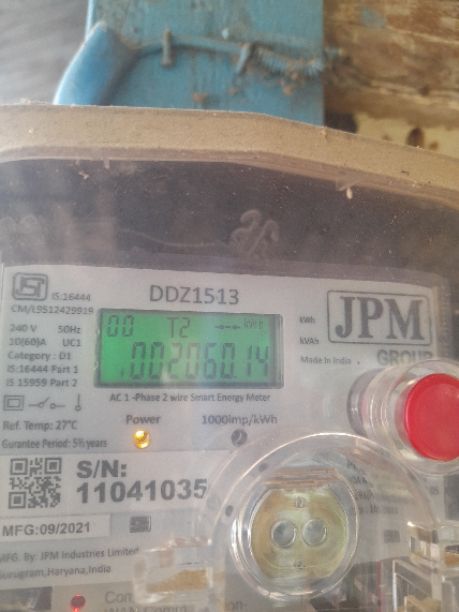 IS:16444
CM/L9512429919
DDZ1513
240 V 50Hz
10(60)A UC1
Category : D1
IS:16444 Part 1
IS 15959 Part 2
00 T2
00206014
kWh
kVAh
JPM
GROUP
Made In India
AC 1 -Phase 2 wire Smart Energy Meter
Ref. Temp: 27°C
Gurantee Period: 5½ years
Power
1000Imp/kWh
S/N:
11041035
MFG:09/2021
MFG. By: JPM Industries Limited
Gurugram, Haryana, India